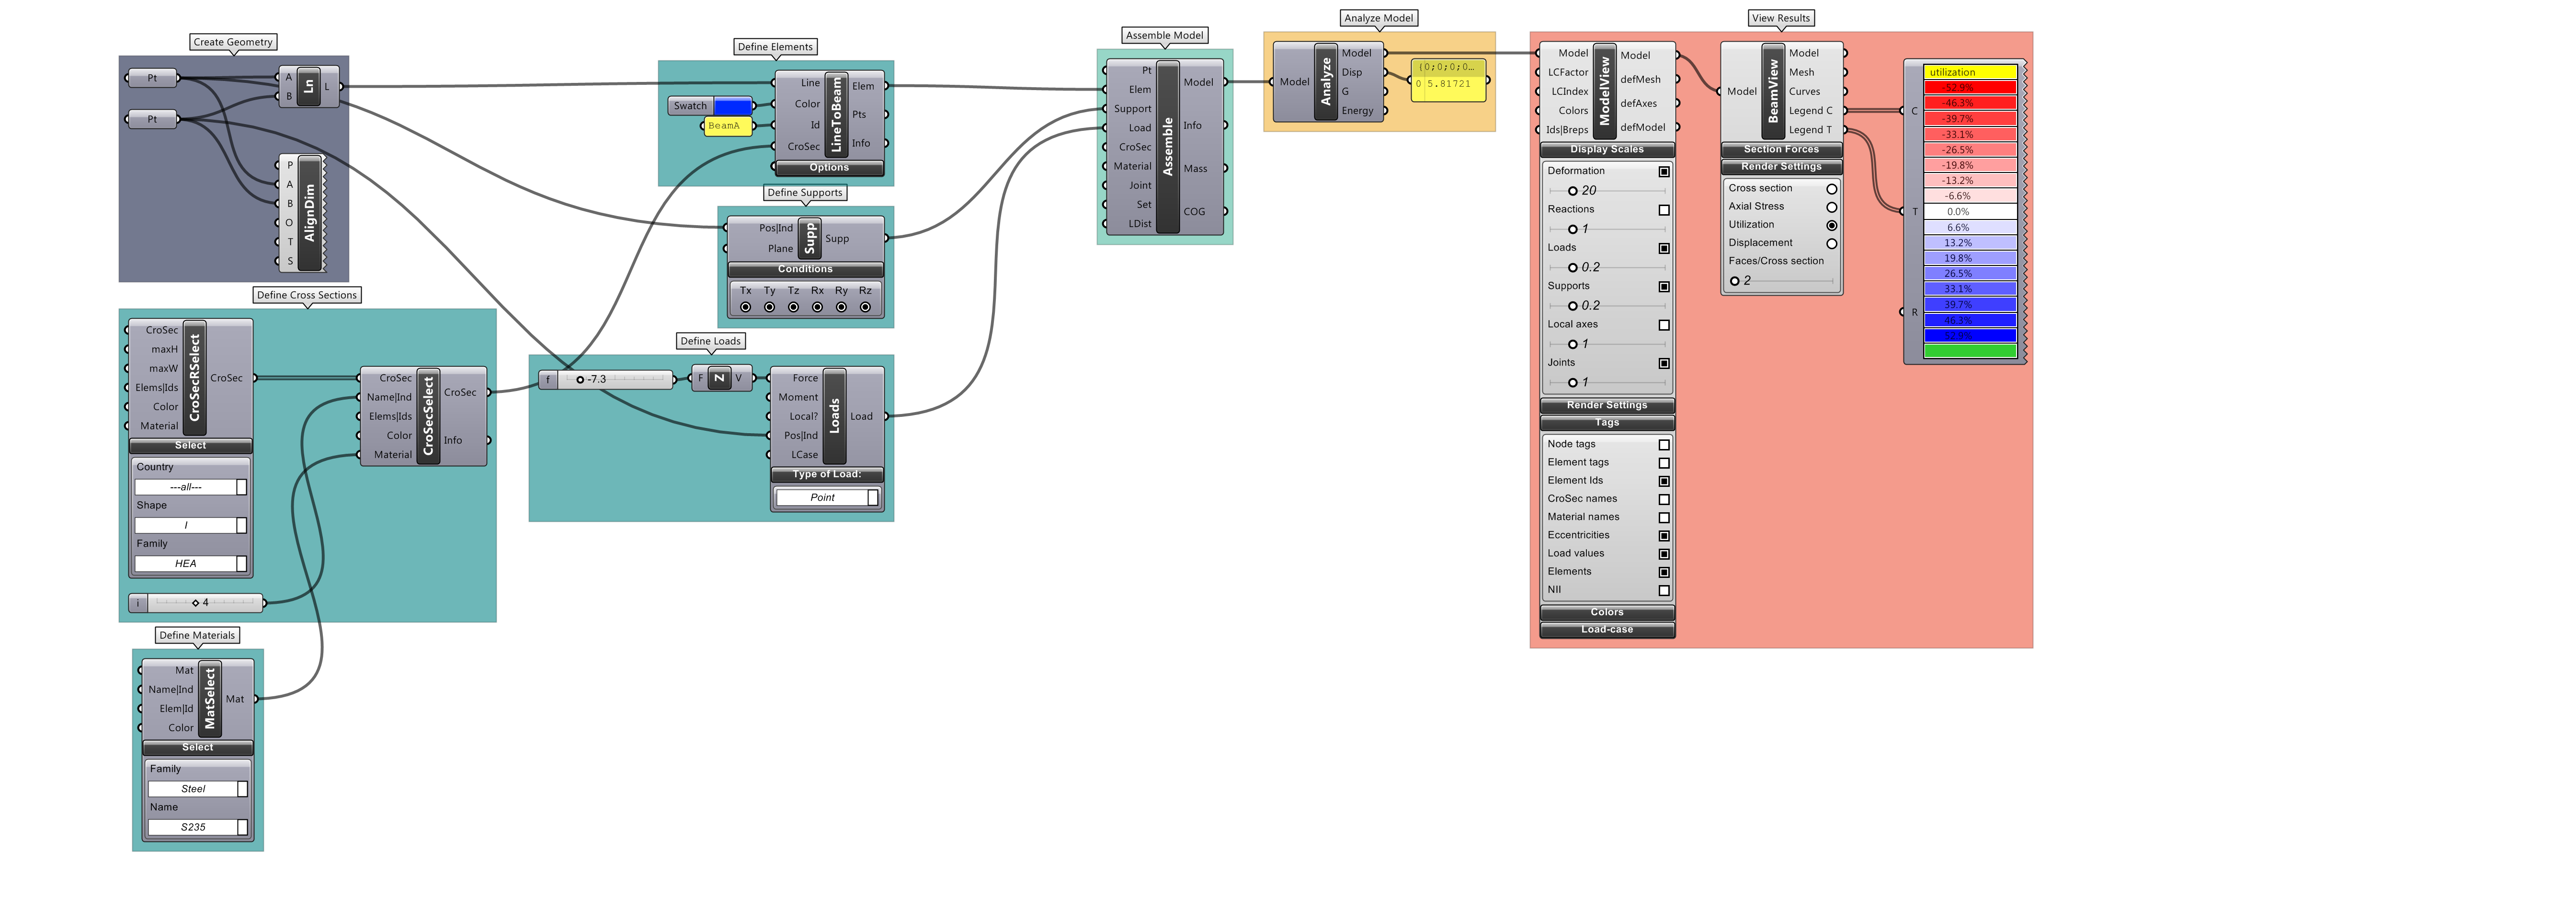 Create Geometry
Pt
Pt
A
B
Ln
L
P
A
B
O
T
S
AlignDim
Define Cross Sections
CroSec
maxH
maxW
Elems|Ids
Color
Material
CroSecRSelect
CroSec
Select
Country
---all---
Shape
I
Family
HEA
i
4
CroSec
Name|Ind
Elems|Ids
Color
Material
CroSecSelect
CroSec
Info
Define Materials
Mat
Name|Ind
Elem|Id
Color
MatSelect
Mat
Select
Family
Steel
Name
S235
Define Elements
Swatch
BeamA
Line
Color
Id
CroSec
LineToBeam
Elem
Pts
Info
Options
Define Supports
Pos|Ind
Plane
Supp
Supp
Conditions
Tx Ty Tz Rx Ry Rz
Define Loads
f
-7.3
F
Z
V
Force
Moment
Local?
Pos|Ind
LCase
Loads
Load
Type of Load:
Point
Assemble Model
Pt
Elem
Support
Load
CroSec
Material
Joint
Set
LDist
Assemble
Model
Info
Mass
COG
Analyze Model
Model
Analyze
Model
Disp
G
Energy
{0;0;0;0…
0 5.81721
View Results
Model
LCFactor
LCIndex
Colors
Ids|Breps
ModelView
Model
defMesh
defAxes
defModel
Display Scales
Deformation
20
Reactions
1
Loads
0.2
Supports
0.2
Local axes
1
Joints
1
Render Settings
Tags
Node tags
Element tags
Element Ids
CroSec names
Material names
Eccentricities
Load values
Elements
NII
Colors
Load-case
Model
BeamView
Model
Mesh
Curves
Legend C
Legend T
Section Forces
Render Settings
Cross section
Axial Stress
Utilization
Displacement
Faces/Cross section
2
C
T
R
utilization
-52.9%
-46.3%
-39.7%
-33.1%
-26.5%
-19.8%
-13.2%
-6.6%
0.0%
6.6%
13.2%
19.8%
26.5%
33.1%
39.7%
46.3%
52.9%